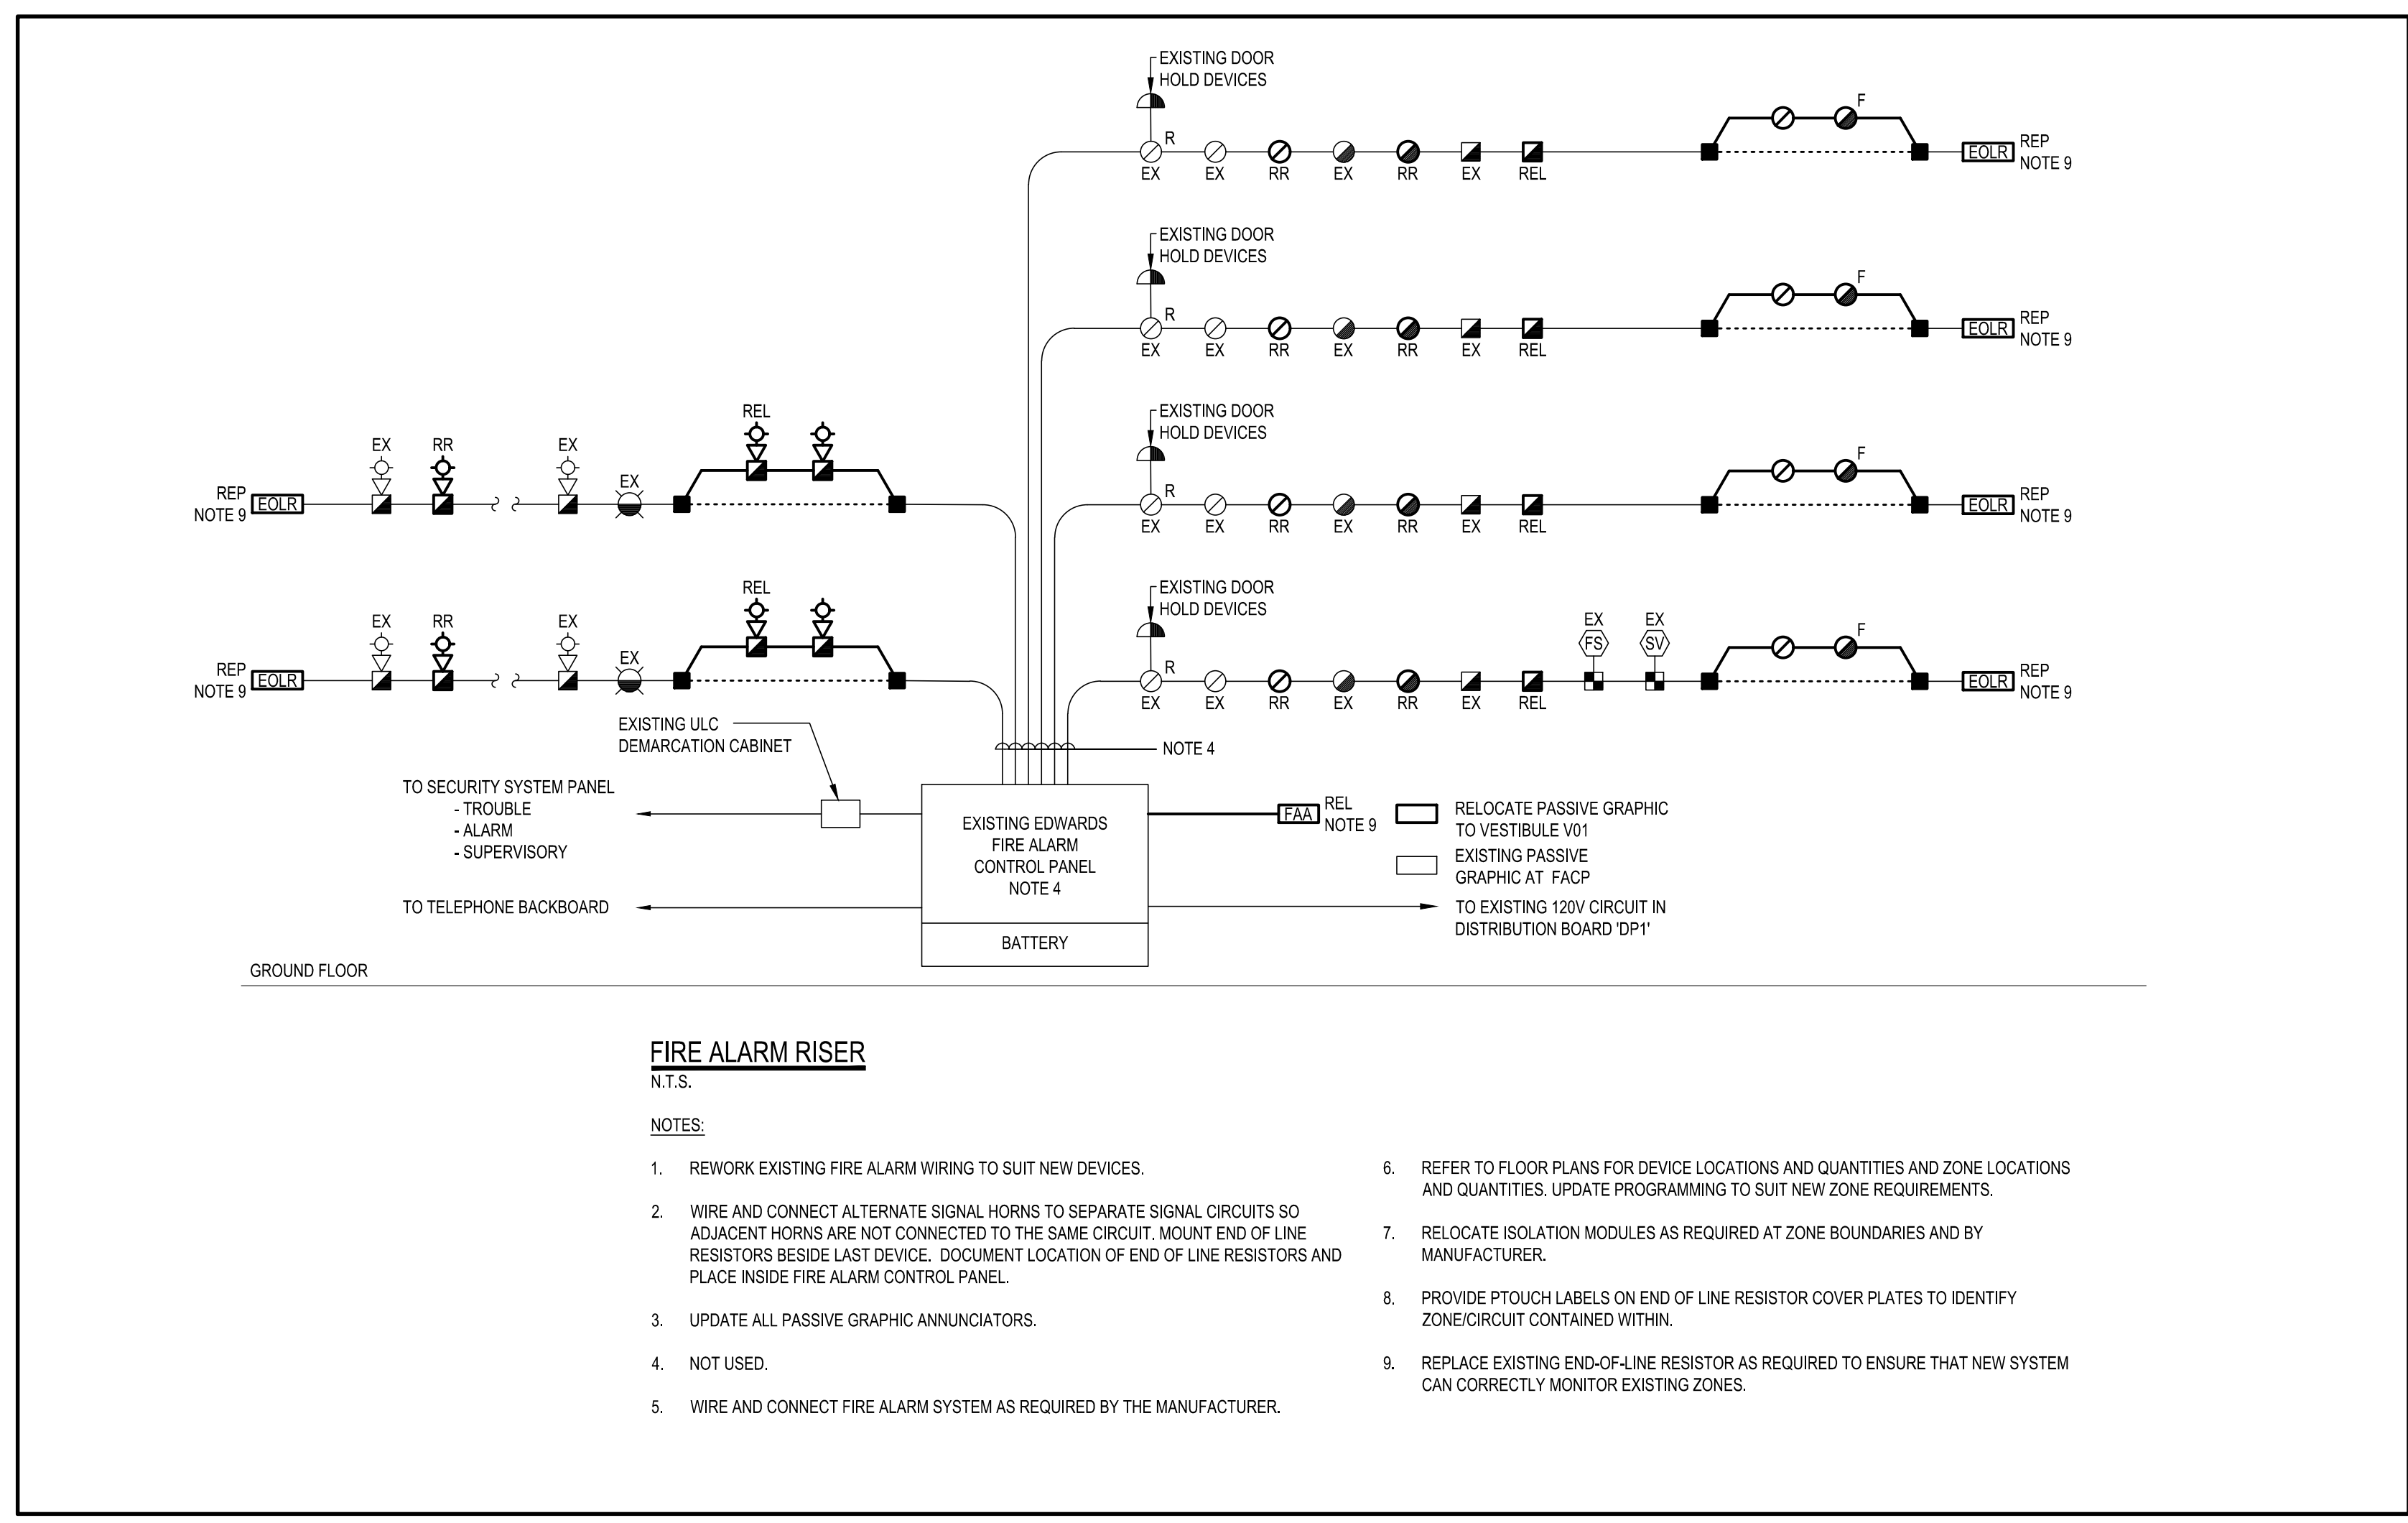 EXISTING DOOR
HOLD DEVICES
R
F
EX EX RR EX RR EX REL
EOLR
REP
NOTE 9
EXISTING DOOR
HOLD DEVICES
R
F
EX EX RR EX RR EX REL
EOLR
REP
NOTE 9
EXISTING DOOR
HOLD DEVICES
R
F
EX EX RR EX RR EX REL
EOLR
REP
NOTE 9
EXISTING DOOR
HOLD DEVICES
R
EX EX
FS SV
F
EX EX RR EX RR EX REL
EOLR
REP
NOTE 9
REL
EX RR EX
EX
REP
NOTE 9
EOLR
REL
EX RR EX
EX
REP
NOTE 9
EOLR
EXISTING ULC
DEMARCATION CABINET
NOTE 4
TO SECURITY SYSTEM PANEL
- TROUBLE
- ALARM
- SUPERVISORY
TO TELEPHONE BACKBOARD
EXISTING EDWARDS
FIRE ALARM
CONTROL PANEL
NOTE 4
BATTERY
FAA
REL
NOTE 9
RELOCATE PASSIVE GRAPHIC
TO VESTIBULE V01
EXISTING PASSIVE
GRAPHIC AT FACP
TO EXISTING 120V CIRCUIT IN
DISTRIBUTION BOARD 'DP1'
GROUND FLOOR
FIRE ALARM RISER
N.T.S.
NOTES:
1. REWORK EXISTING FIRE ALARM WIRING TO SUIT NEW DEVICES.
2. WIRE AND CONNECT ALTERNATE SIGNAL HORNS TO SEPARATE SIGNAL CIRCUITS SO
ADJACENT HORNS ARE NOT CONNECTED TO THE SAME CIRCUIT. MOUNT END OF LINE
RESISTORS BESIDE LAST DEVICE. DOCUMENT LOCATION OF END OF LINE RESISTORS AND
PLACE INSIDE FIRE ALARM CONTROL PANEL.
3. UPDATE ALL PASSIVE GRAPHIC ANNUNCIATORS.
4. NOT USED.
5. WIRE AND CONNECT FIRE ALARM SYSTEM AS REQUIRED BY THE MANUFACTURER.
6. REFER TO FLOOR PLANS FOR DEVICE LOCATIONS AND QUANTITIES AND ZONE LOCATIONS
AND QUANTITIES. UPDATE PROGRAMMING TO SUIT NEW ZONE REQUIREMENTS.
7. RELOCATE ISOLATION MODULES AS REQUIRED AT ZONE BOUNDARIES AND BY
MANUFACTURER.
8. PROVIDE PTOUCH LABELS ON END OF LINE RESISTOR COVER PLATES TO IDENTIFY
ZONE/CIRCUIT CONTAINED WITHIN.
9. REPLACE EXISTING END-OF-LINE RESISTOR AS REQUIRED TO ENSURE THAT NEW SYSTEM
CAN CORRECTLY MONITOR EXISTING ZONES.